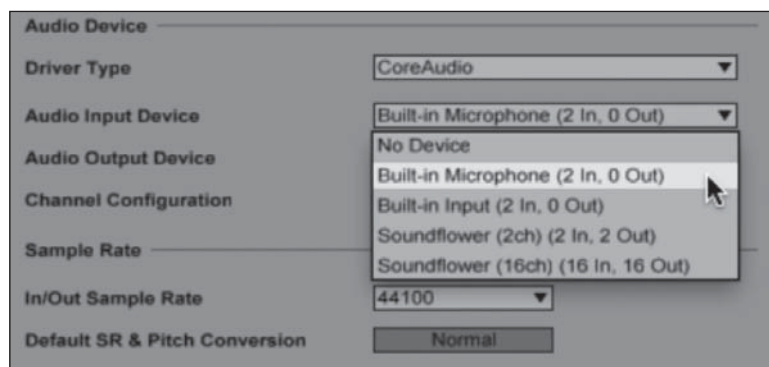 Audio Device
Driver Type CoreAudio
Audio Input Device Built-in Microphone (2 In, 0 Out)
No Device
Audio Output Device
Built-in Microphone (2 In, 0 Out)
Channel Configuration Built-in Input (2 In, 0 Out)
Soundflower (2ch) (2 In, 2 Out)
Sample Rate
Soundflower (16ch) (16 In, 16 Out)
In/Out Sample Rate 44100
Default SR & Pitch Conversion Normal